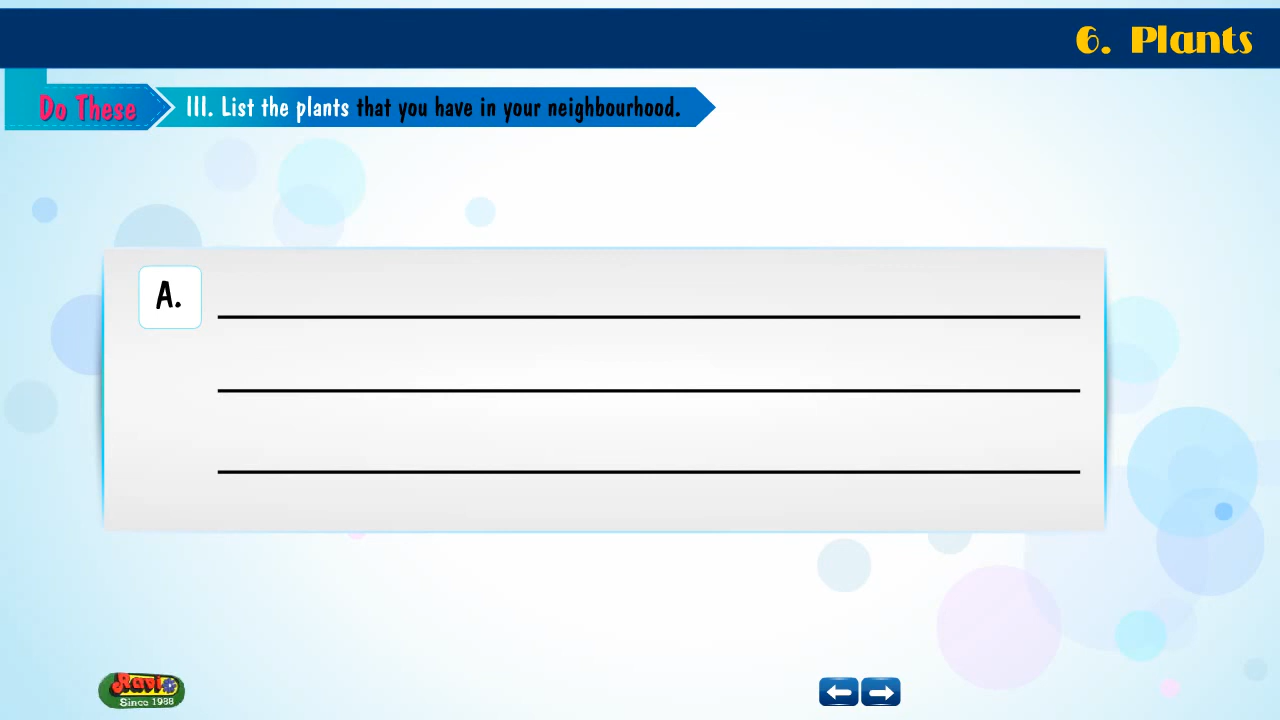 6. Plants
Do These
III. List the plants that you have in your neighbourhood.
A.
Ravi
Since 1988